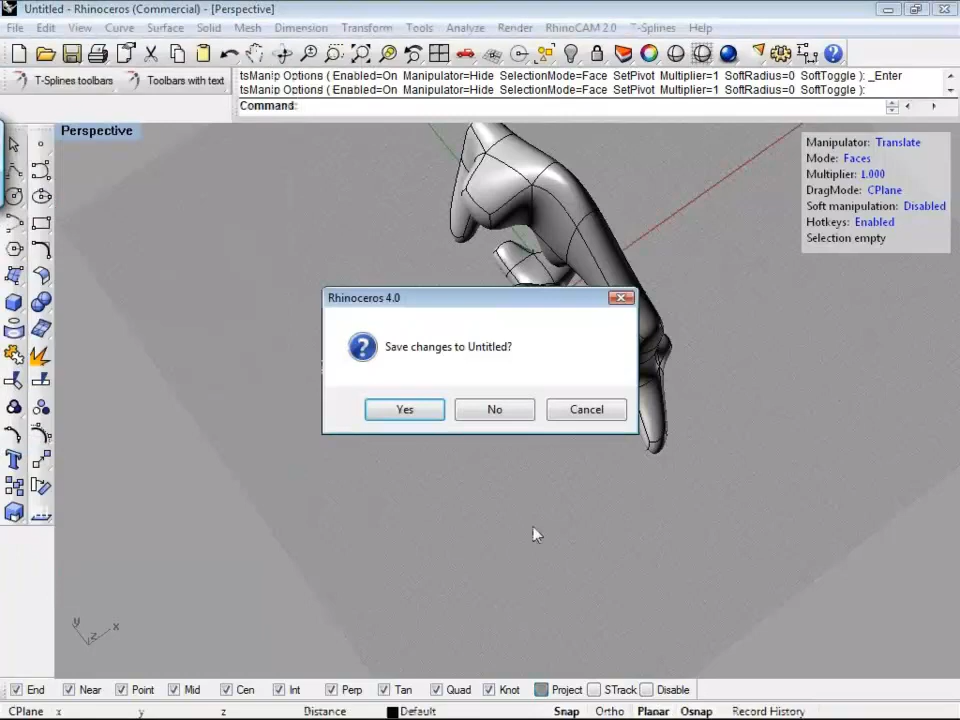 Untitled - Rhinoceros (Commercial) - [Perspective]
File Edit View Curve Surface Solid Mesh Dimension Transform Tools Analyze Render RhinoCAM 2.0 T-Splines Help
T-Splines toolbars Toolbars with text
tsManip Options ( Enabled=On Manipulator=Hide SelectionMode=Face SetPivot Multiplier=1 SoftRadius=0 SoftToggle ): _Enter
tsManip Options ( Enabled=On Manipulator=Hide SelectionMode=Face SetPivot Multiplier=1 SoftRadius=0 SoftToggle ):
Command:
Perspective
Manipulator: Translate
Mode: Faces
Multiplier: 1.000
DragMode: CPlane
Soft manipulation: Disabled
Hotkeys: Enabled
Selection empty
Rhinoceros 4.0
Save changes to Untitled?
Yes No Cancel
y z x
End Near Point Mid Cen Int Perp Tan Quad Knot Project STrack Disable
CPlane x y z Distance Default Snap Ortho Planar Osnap Record History